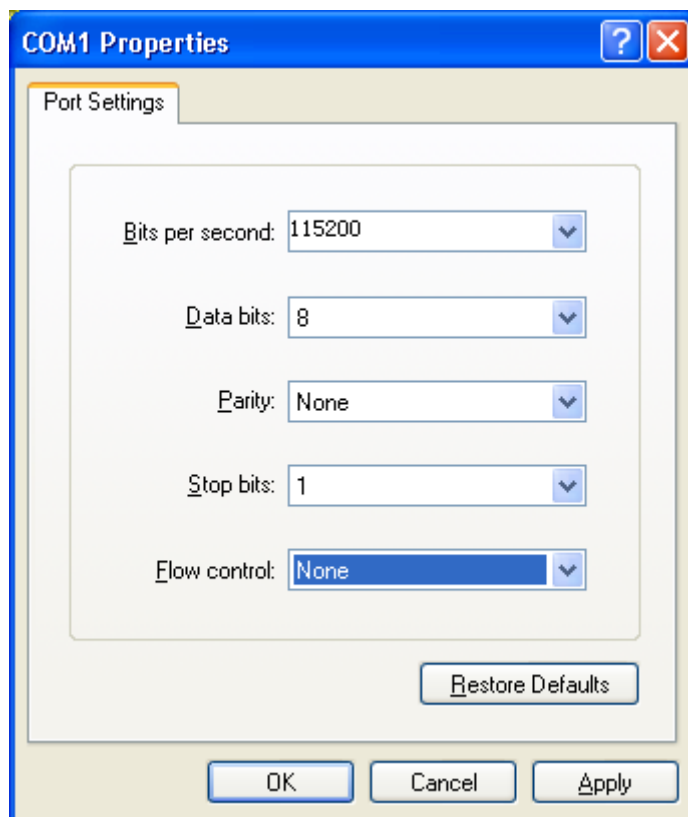 COM1 Properties
Port Settings
Bits per second: 115200
Data bits: 8
Parity: None
Stop bits: 1
Flow control: None
Restore Defaults
OK Cancel Apply